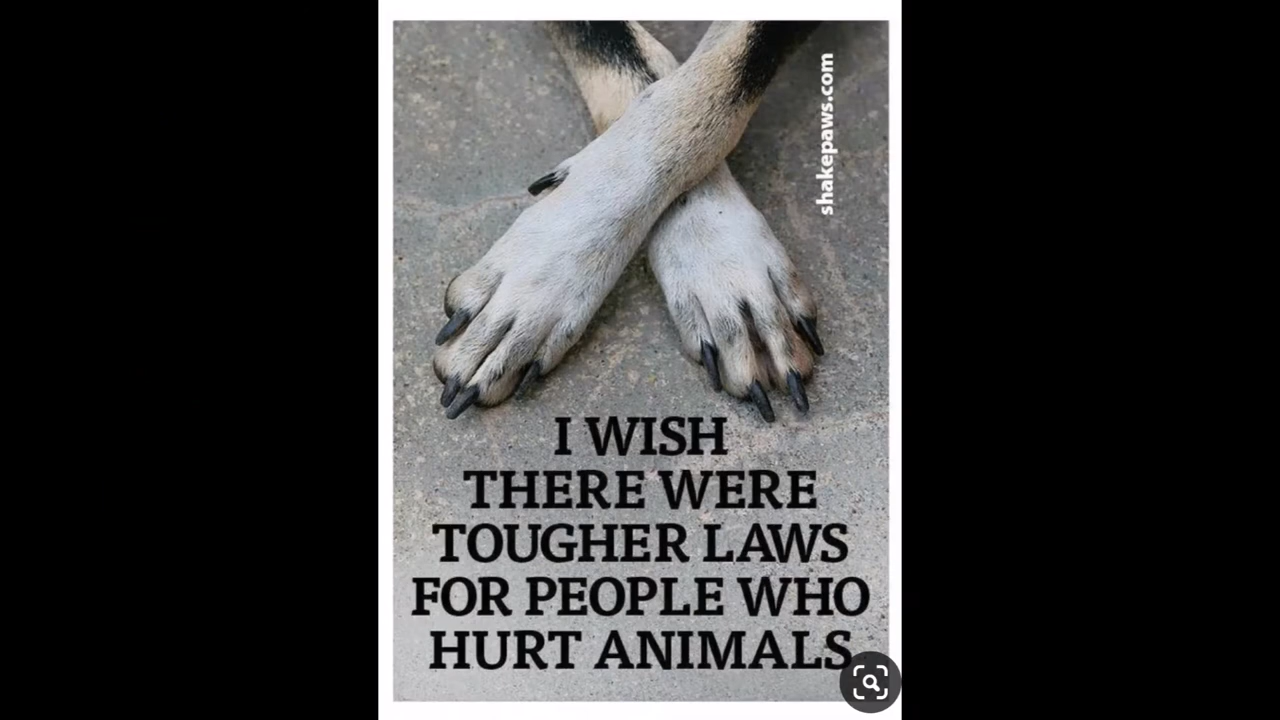 shakepaws.com
I WISH
THERE WERE
TOUGHER LAWS
FOR PEOPLE WHO
HURT ANIMALS